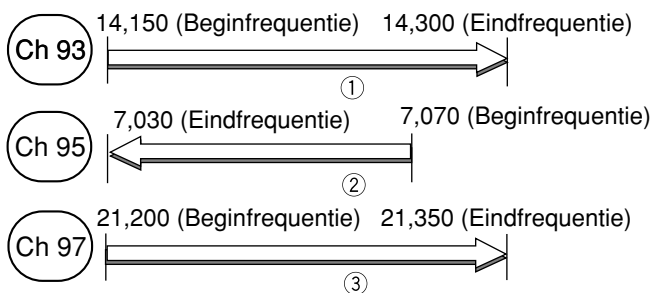 14,150 (Beginfrequentie) 14,300 (Eindfrequentie)
Ch 93
①
7,030 (Eindfrequentie) 7,070 (Beginfrequentie)
Ch 95
②
21,200 (Beginfrequentie) 21,350 (Eindfrequentie)
Ch 97
③